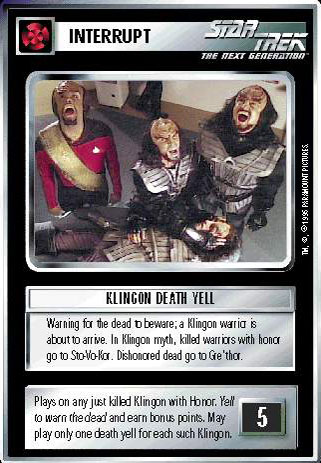 INTERRUPT
STAR TREK
THE NEXT GENERATION
TM, ©, ® 1995 PARAMOUNT PICTURES.
KLINGON DEATH YELL
Warning for the dead to beware; a Klingon warrior is
about to arrive. In Klingon myth, killed warriors with honor
go to Sto-Vo-Kor. Dishonored dead go to Gre'thor.
Plays on any just killed Klingon with Honor. Yell
to warn the dead and earn bonus points. May
play only one death yell for each such Klingon.
5